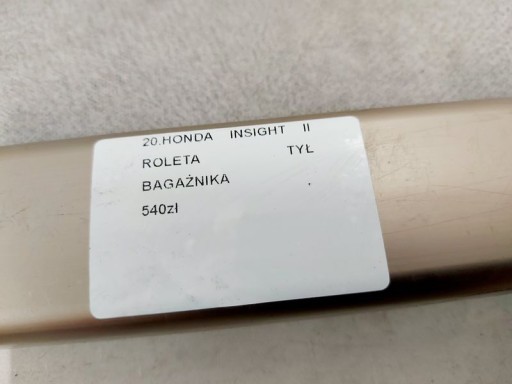 20.HONDA INSIGHT II
ROLETA TYŁ
BAGAŻNIKA .
540zł